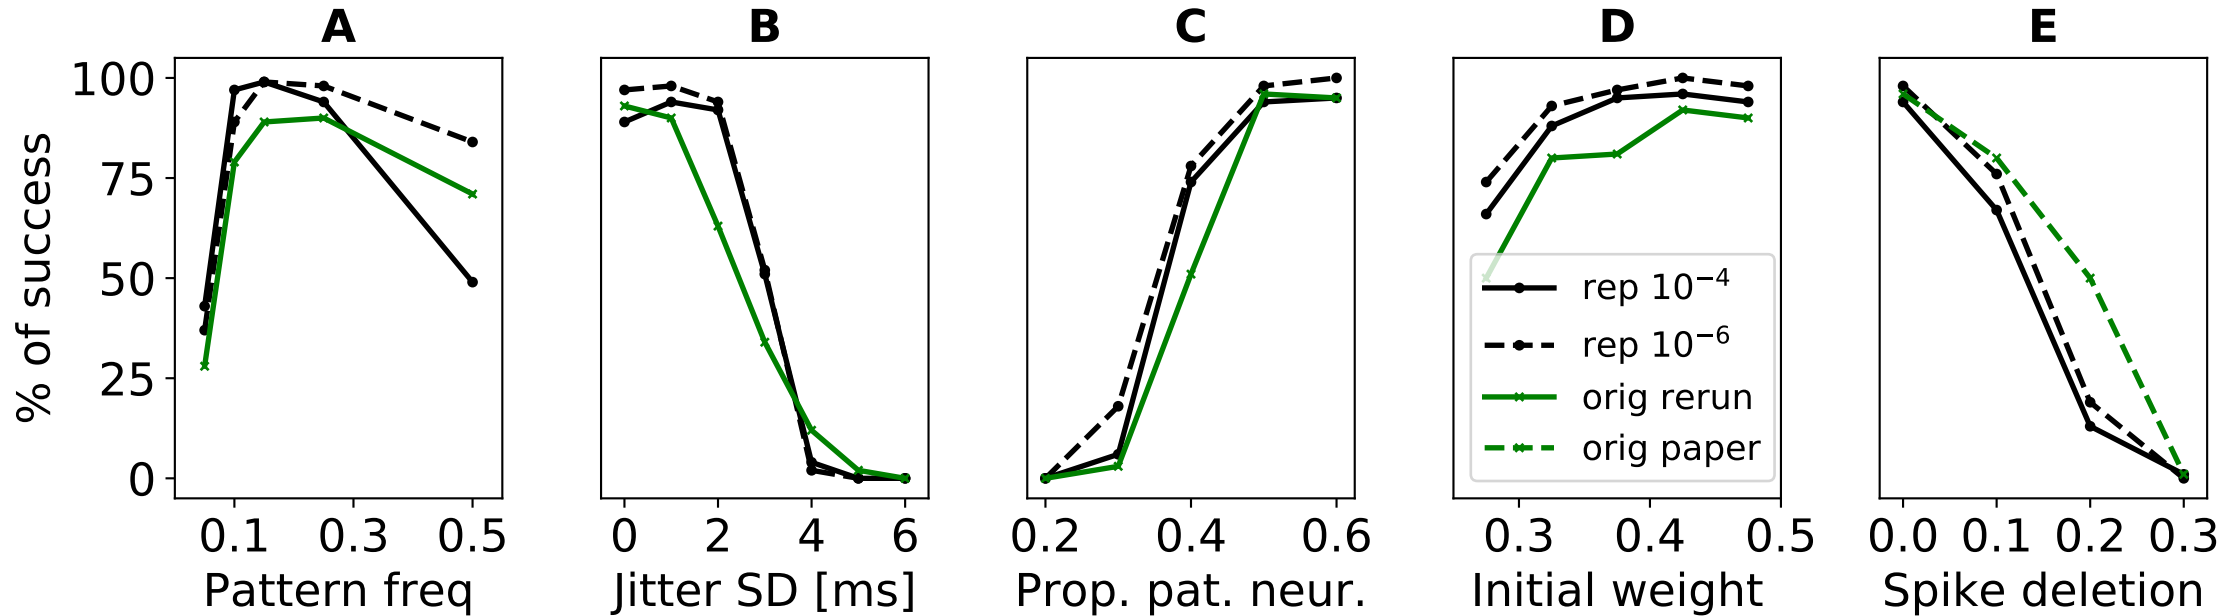 A B C D E
% of success
100
75
50
25
0
0.1 0.3 0.5
Pattern freq
0 2 4 6
Jitter SD [ms]
0.2 0.4 0.6
Prop. pat. neur.
rep 10⁻⁴
rep 10⁻⁶
orig rerun
orig paper
0.3 0.4 0.5
Initial weight
0.0 0.1 0.2 0.3
Spike deletion